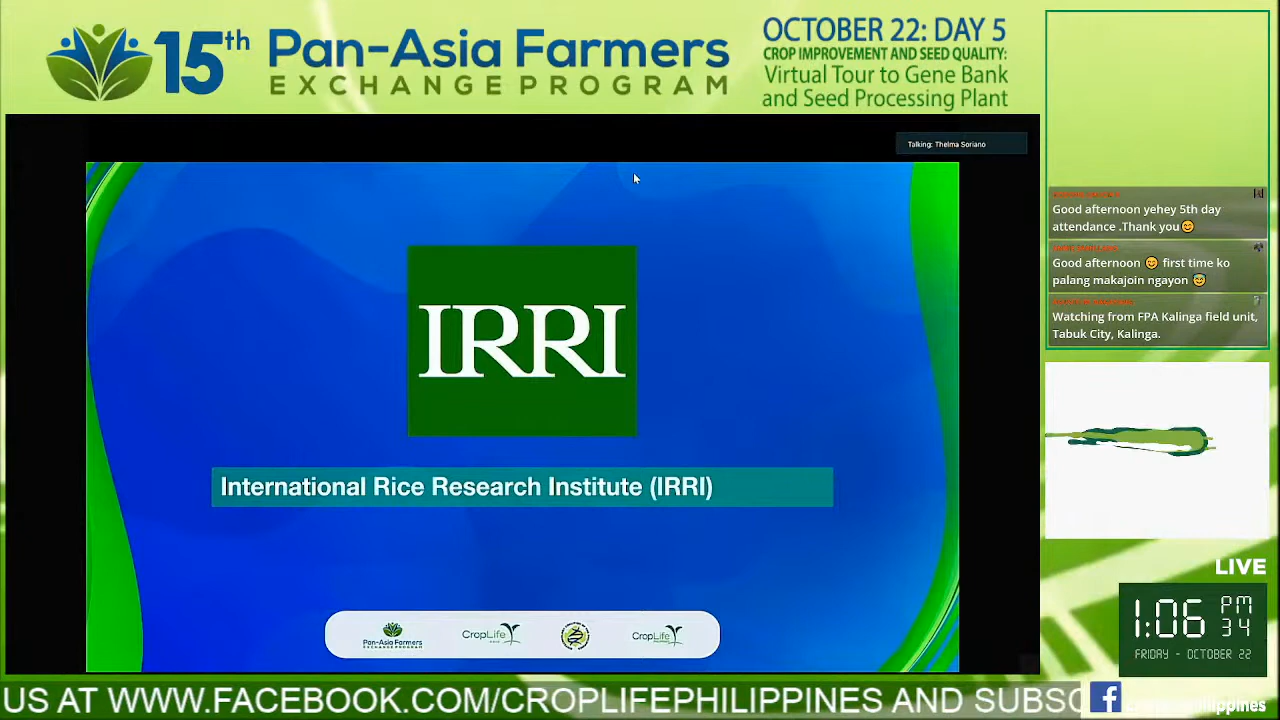 15th Pan-Asia Farmers
EXCHANGE PROGRAM
OCTOBER 22: DAY 5
CROP IMPROVEMENT AND SEED QUALITY:
Virtual Tour to Gene Bank
and Seed Processing Plant
Talking: Thelma Soriano
IRRI
International Rice Research Institute (IRRI)
Pan-Asia Farmers
EXCHANGE PROGRAM
CropLife
CropLife
Good afternoon yehey 5th day
attendance .Thank you😊
Good afternoon 😊 first time ko
palang makajoin ngayon 😇
Watching from FPA Kalinga field unit,
Tabuk City, Kalinga.
LIVE
1:06 PM 34
FRIDAY - OCTOBER 22
US AT WWW.FACEBOOK.COM/CROPLIFEPHILIPPINES AND SUBSC